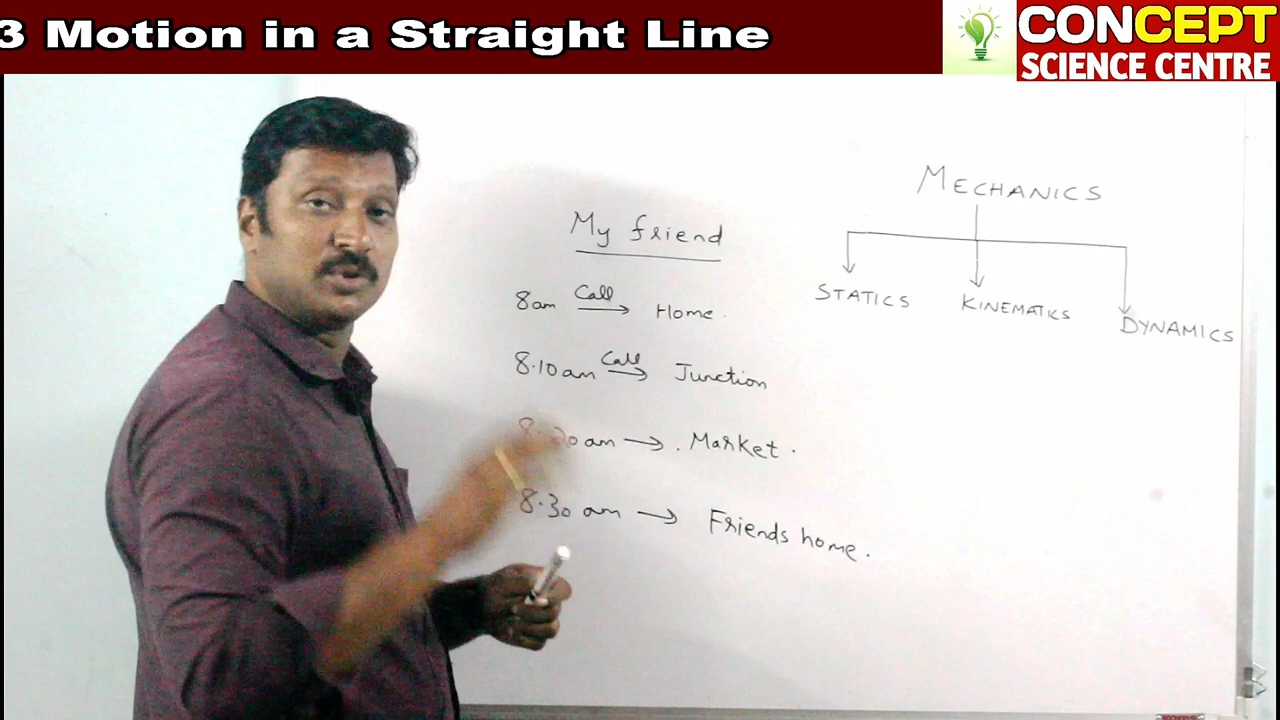 3 Motion in a Straight Line
CONCEPT
SCIENCE CENTRE
MECHANICS
STATICS
KINEMATICS
DYNAMICS
My friend
8am Call → Home.
8.10am Call → Junction
8.20am → . Market.
8.30 am → Friends home.